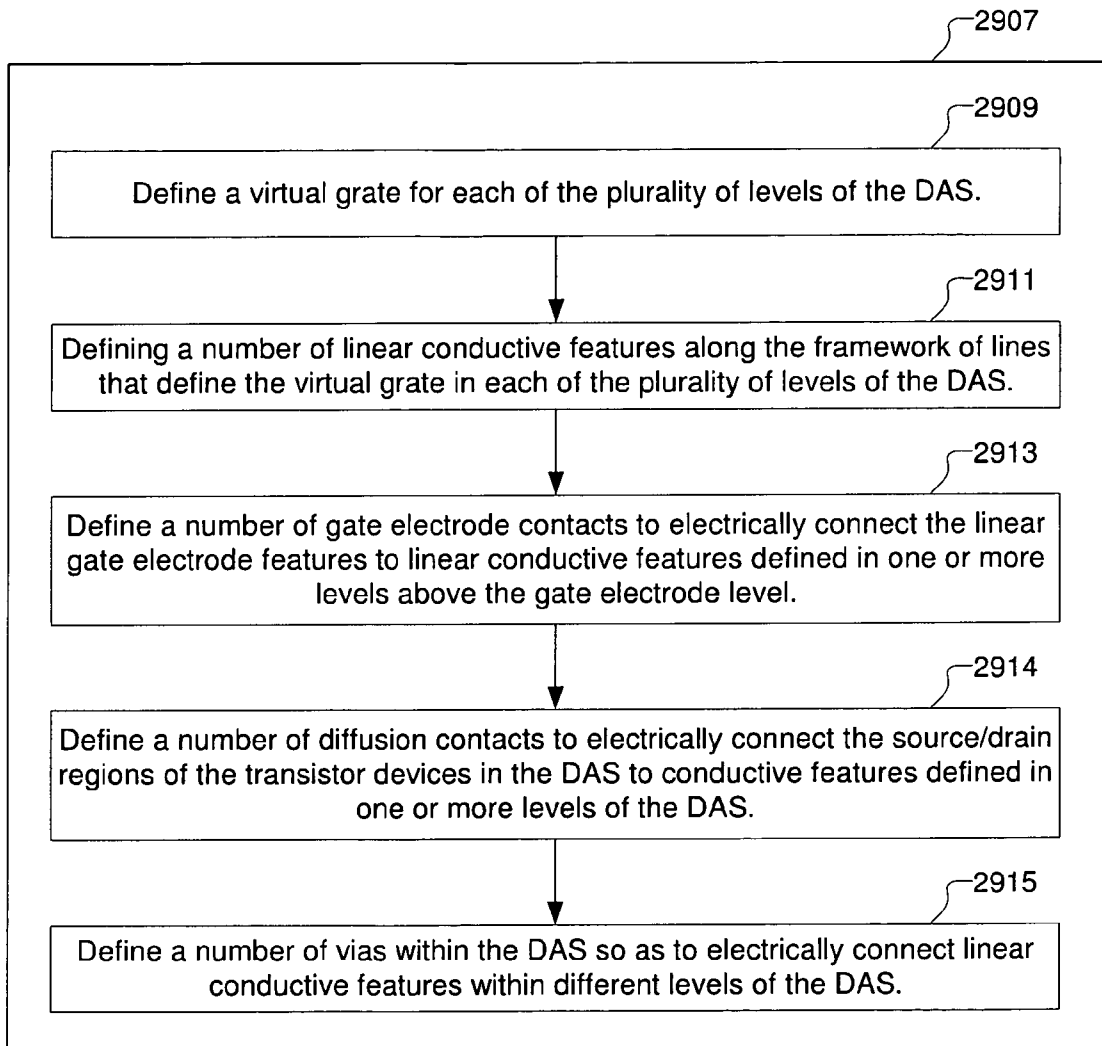 2907
2909
Define a virtual grate for each of the plurality of levels of the DAS.
2911
Defining a number of linear conductive features along the framework of lines
that define the virtual grate in each of the plurality of levels of the DAS.
2913
Define a number of gate electrode contacts to electrically connect the linear
gate electrode features to linear conductive features defined in one or more
levels above the gate electrode level.
2914
Define a number of diffusion contacts to electrically connect the source/drain
regions of the transistor devices in the DAS to conductive features defined in
one or more levels of the DAS.
2915
Define a number of vias within the DAS so as to electrically connect linear
conductive features within different levels of the DAS.